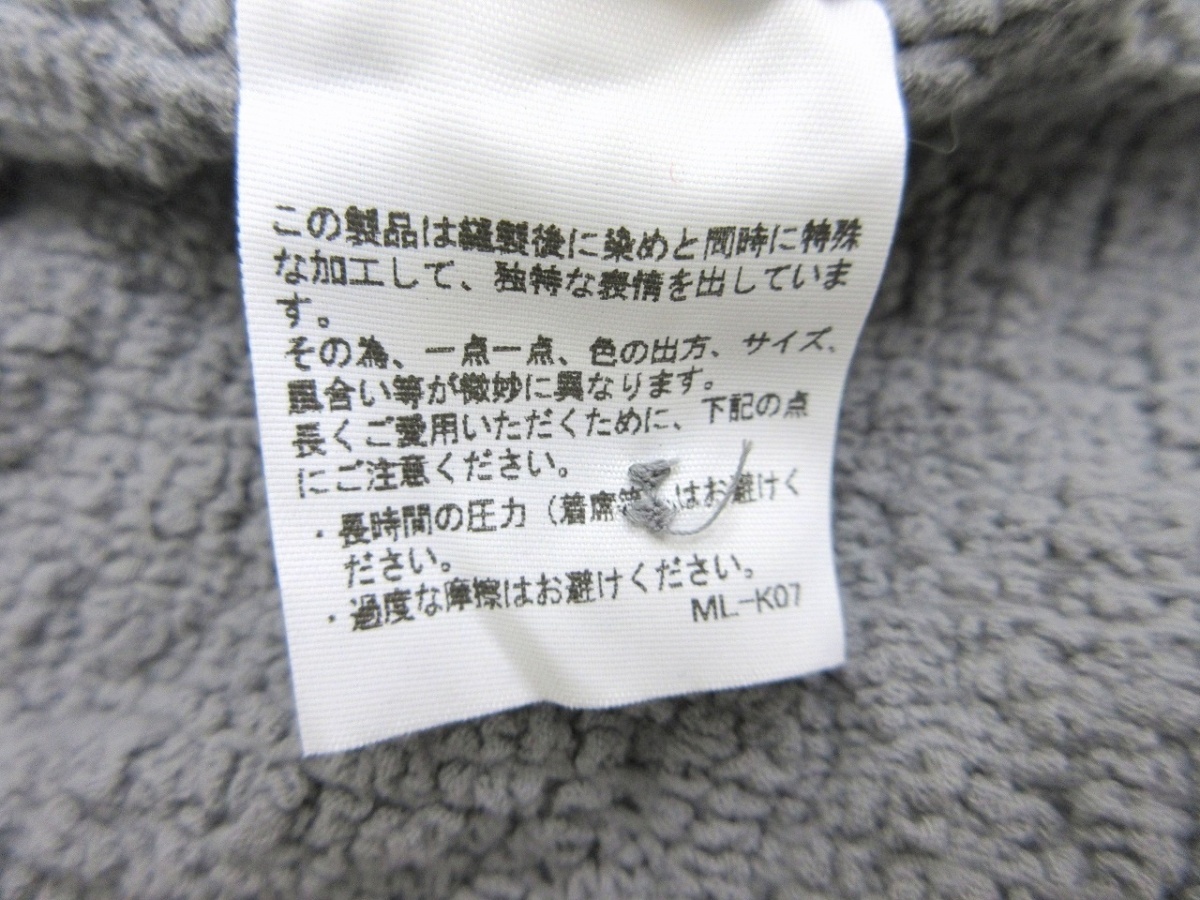 この製品は縫製後に染めと同時に特殊
な加工して、独特な表情を出していま
す。
その為、一点一点、色の出方、サイズ、
風合い等が微妙に異なります。
長くご愛用いただくために、下記の点
にご注意ください。
・長時間の圧力（着席等）はお避けく
ださい。
・過度な摩擦はお避けください。
ML-K07